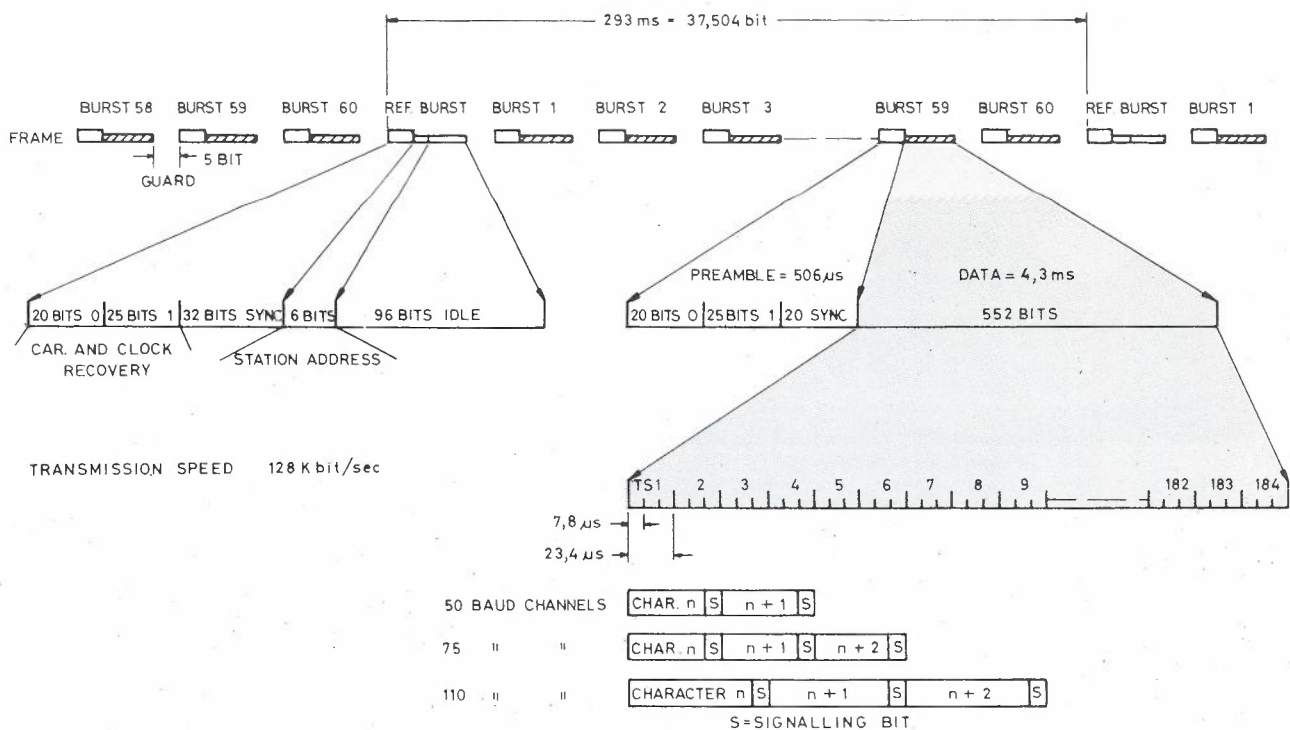 293 ms = 37,504 bit
BURST 58 BURST 59 BURST 60 REF. BURST BURST 1 BURST 2 BURST 3 BURST 59 BURST 60 REF. BURST BURST 1
FRAME
5 BIT
GUARD
PREAMBLE = 506 µs DATA = 4,3 ms
20 BITS 0 25 BITS 1 32 BITS SYNC 6 BITS 96 BITS IDLE
20 BITS 0 25 BITS 1 20 SYNC 552 BITS
CAR. AND CLOCK
RECOVERY
STATION ADDRESS
TRANSMISSION SPEED 128 K bit/sec
TS1 2 3 4 5 6 7 8 9 182 183 184
7,8 µs
23,4 µs
50 BAUD CHANNELS CHAR. n S n + 1 S
75 " " CHAR. n S n + 1 S n + 2 S
110 " " CHARACTER n S n + 1 S n + 2 S
S=SIGNALLING BIT